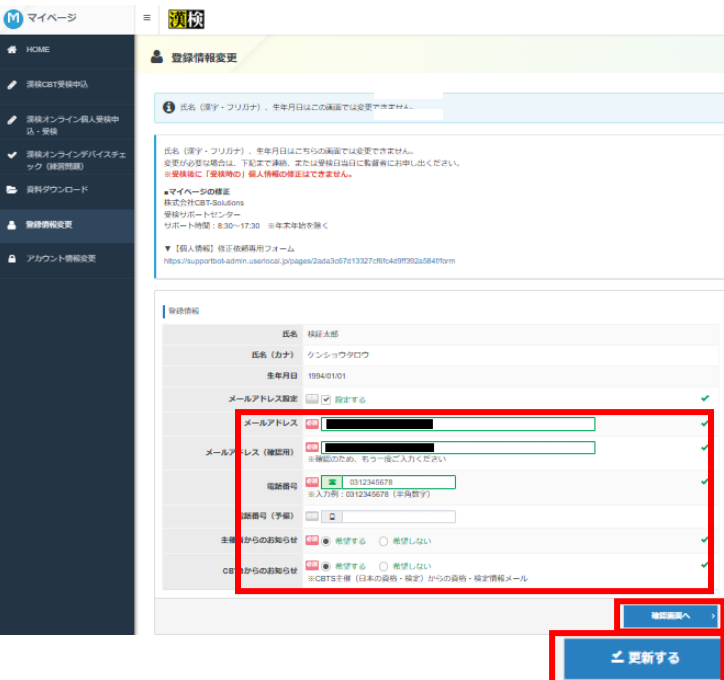 M マイページ
漢検
HOME
漢検CBT受検申込
漢検オンライン個人受検申込・受検
漢検オンラインデバイスチェック（練習問題）
資料ダウンロード
登録情報変更
アカウント情報変更
登録情報変更
氏名（漢字・フリガナ）、生年月日はこの画面では変更できません。
氏名（漢字・フリガナ）、生年月日はこちらの画面では変更できません。
変更が必要な場合は、下記まで連絡、または受検日当日に監督者にお申し出ください。
※受検後に「受検時の」個人情報の修正はできません。
■マイページの修正
株式会社CBT-Solutions
受検サポートセンター
サポート時間：8:30～17:30　※年末年始を除く
▼【個人情報】修正依頼専用フォーム
https://supportbot-admin.userlocal.jp/pages/2ada3c67d13327cf8fc4d9ff392a584f/form
登録情報
氏名 検証太郎
氏名（カナ） ケンショウタロウ
生年月日 1994/01/01
メールアドレス設定 設定する
メールアドレス 必須
メールアドレス（確認用） 必須
※確認のため、もう一度ご入力ください
電話番号 必須 0312345678
※入力例：0312345678（半角数字）
電話番号（予備）
主催者からのお知らせ 必須 希望する 希望しない
CBTSからのお知らせ 必須 希望する 希望しない
※CBTS主催（日本の資格・検定）からの資格・検定情報メール
確認画面へ
更新する